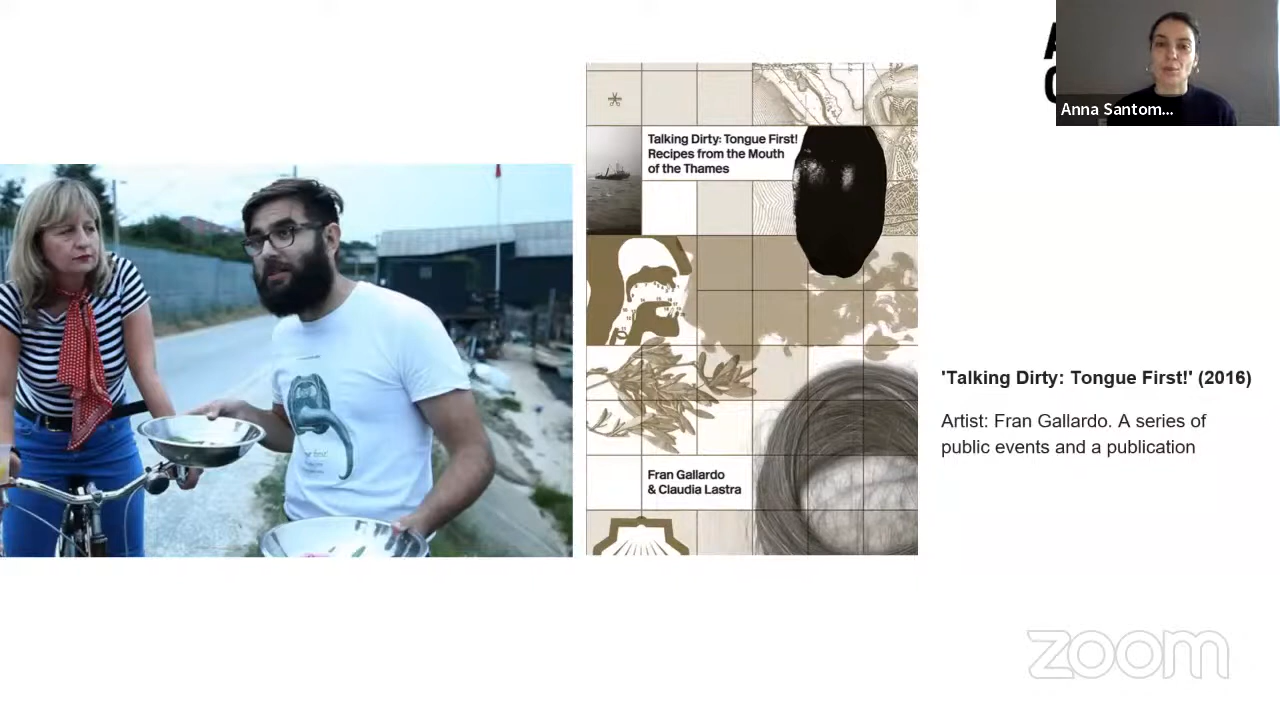 Anna Santom...
Talking Dirty: Tongue First!
Recipes from the Mouth
of the Thames
'Talking Dirty: Tongue First!' (2016)
Artist: Fran Gallardo. A series of
public events and a publication
Fran Gallardo
& Claudia Lastra
zoom